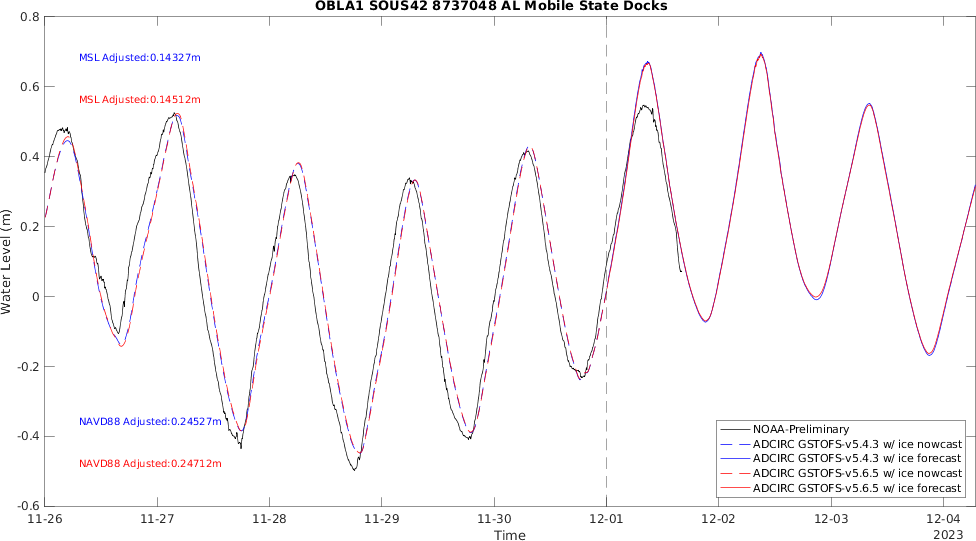 OBLA1 SOUS42 8737048 AL Mobile State Docks
0.8
0.6
0.4
0.2
0
-0.2
-0.4
-0.6
Water Level (m)
MSL Adjusted:0.14327m
MSL Adjusted:0.14512m
NAVD88 Adjusted:0.24527m
NAVD88 Adjusted:0.24712m
NOAA-Preliminary
ADCIRC GSTOFS-v5.4.3 w/ ice nowcast
ADCIRC GSTOFS-v5.4.3 w/ ice forecast
ADCIRC GSTOFS-v5.6.5 w/ ice nowcast
ADCIRC GSTOFS-v5.6.5 w/ ice forecast
11-26 11-27 11-28 11-29 11-30 12-01 12-02 12-03 12-04
Time
2023